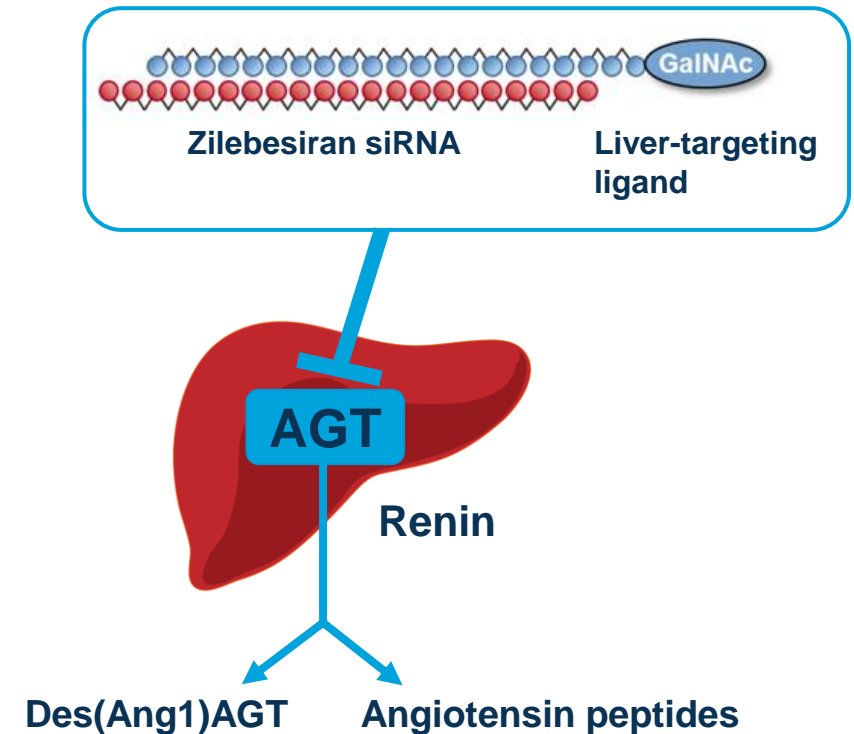 GalNAc
Zilebesiran siRNA
Liver-targeting
ligand
AGT
Renin
Des(Ang1)AGT
Angiotensin peptides